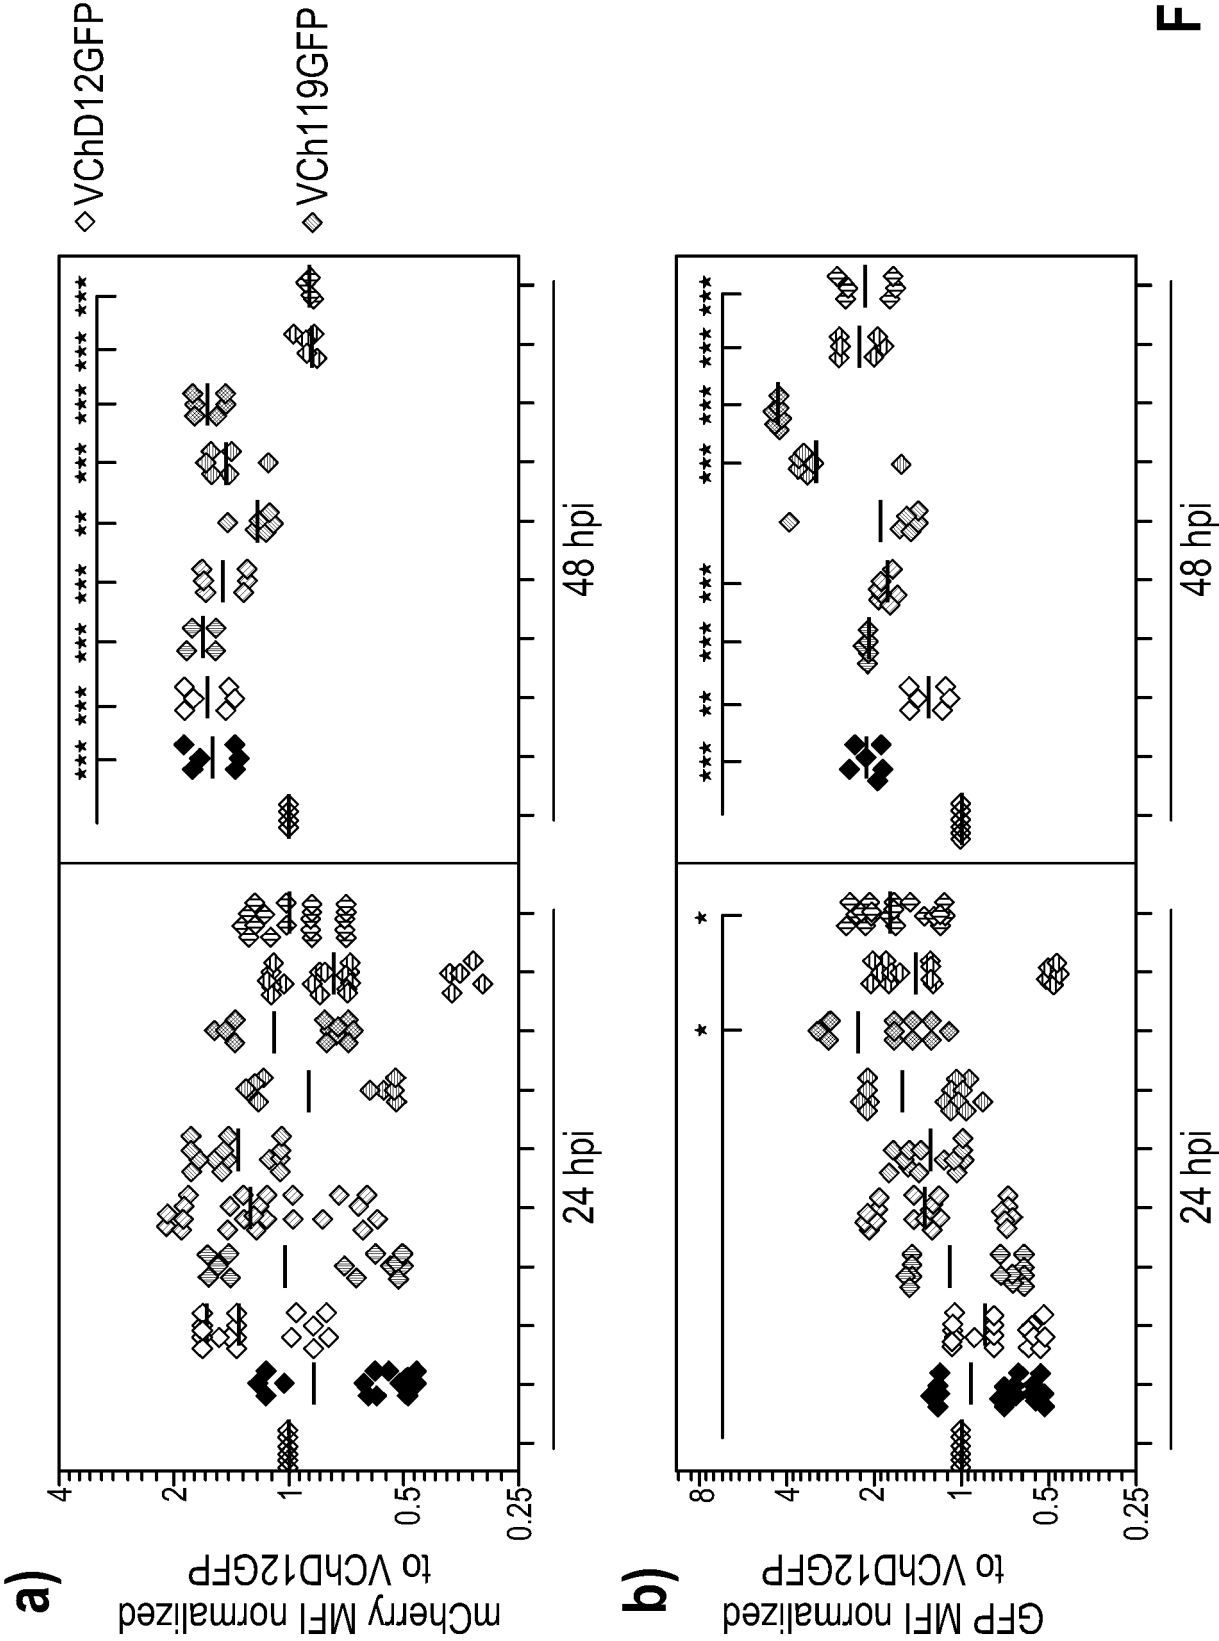 a)
mCherry MFI normalized
to VChD12GFP
4
2
1
0.5
0.25
*** *** *** *** ** *** *** *** ***
24 hpi
48 hpi
VChD12GFP
VCh119GFP
b)
GFP MFI normalized
to VChD12GFP
8
4
2
1
0.5
0.25
* * *** ** *** *** *** *** *** ***
24 hpi
48 hpi
F